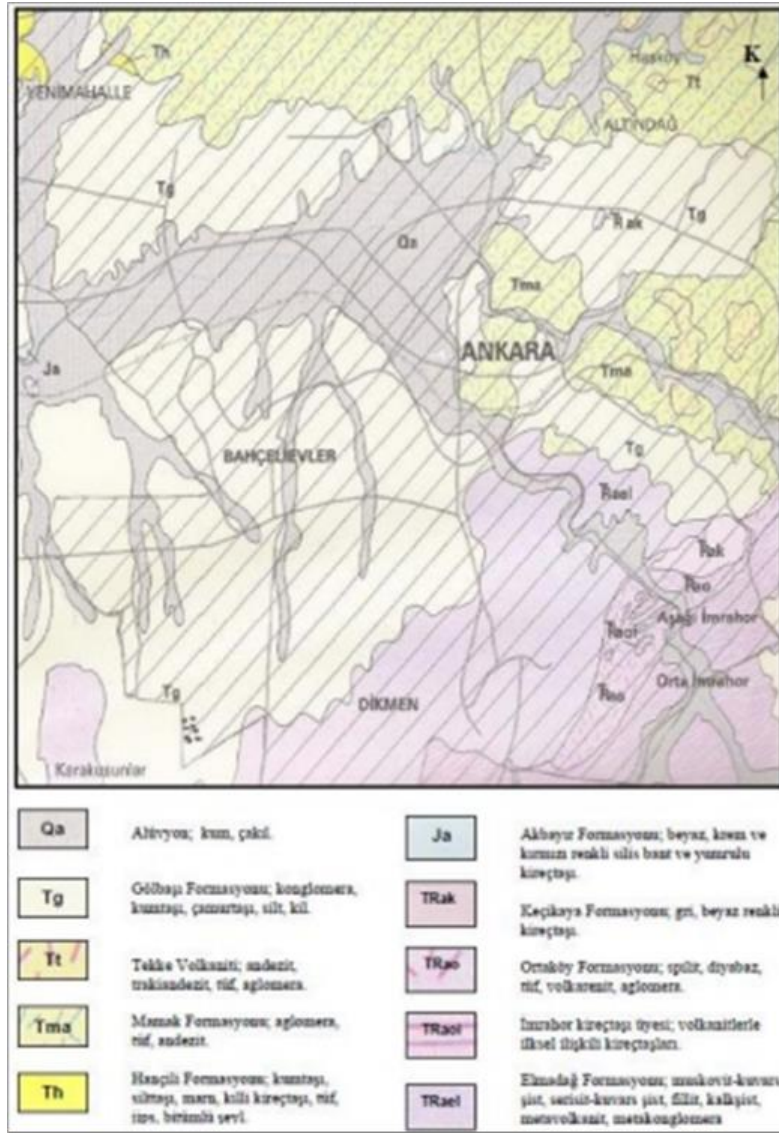 Th
Hasköy
K
Tt
YENİMAHALLE
ALTINDAĞ
Tg
Tg
TRak
Qa
Tma
ANKARA
Ja
Tma
BAHÇELİEVLER
Tg
TRael
TRak
TRao
Aşağı İmrahor
TRaol
Orta İmrahor
TRao
Tg
DİKMEN
Karakusunlar
Qa
Alüvyon; kum, çakıl.
Tg
Gölbaşı Formasyonu; konglomera,
kumtaşı, çamurtaşı, silt, kil.
Tt
Tekke Volkaniti; andezit,
trakiandezit, tüf, aglomera.
Tma
Mamak Formasyonu; aglomera,
tüf, andezit.
Th
Hançili Formasyonu; kumtaşı,
silttaşı, marn, killi kireçtaşı, tüf,
jips, bitümlü şeyl.
Ja
Akbayır Formasyonu; beyaz, krem ve
kırmızı renkli silis bant ve yumrulu
kireçtaşı.
TRak
Keçikaya Formasyonu; gri, beyaz renkli
kireçtaşı.
TRao
Ortaköy Formasyonu; spilit, diyabaz,
tüf, volkarenit, aglomera.
TRaol
Imrahor kireçtaşı üyesi; volkanitlerle
ilksel ilişkili kireçtaşları.
TRael
Elmadağ Formasyonu; muskovit-kuvars
şist, serisit-kuvars şist, fillit, kalkşist,
metavolkanit, metakonglomera